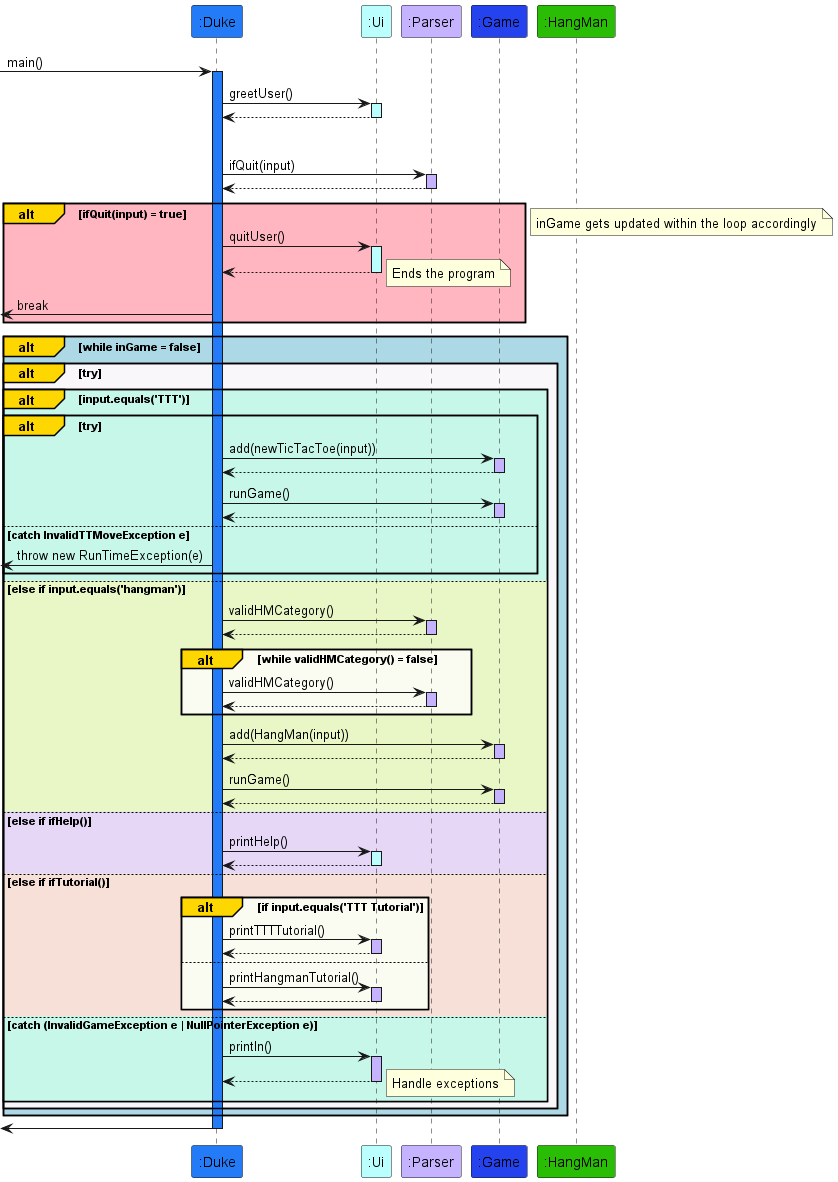 :Duke :Ui :Parser :Game :HangMan
main()
greetUser()
ifQuit(input)
alt [ifQuit(input) = true]
inGame gets updated within the loop accordingly
quitUser()
Ends the program
break
alt [while inGame = false]
alt [try]
alt [input.equals('TTT')]
alt [try]
add(newTicTacToe(input))
runGame()
[catch InvalidTTMoveException e]
throw new RunTimeException(e)
[else if input.equals('hangman')]
validHMCategory()
alt [while validHMCategory() = false]
validHMCategory()
add(HangMan(input))
runGame()
[else if ifHelp()]
printHelp()
[else if ifTutorial()]
alt [if input.equals('TTT Tutorial')]
printTTTTutorial()
printHangmanTutorial()
[catch (InvalidGameException e | NullPointerException e)]
println()
Handle exceptions
:Duke :Ui :Parser :Game :HangMan